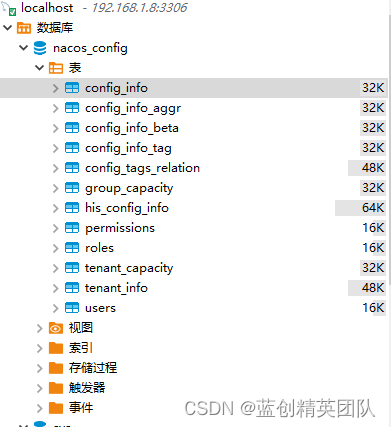 localhost - 192.168.1.8:3306
数据库
nacos_config
表
config_info 32K
config_info_aggr 32K
config_info_beta 32K
config_info_tag 32K
config_tags_relation 48K
group_capacity 32K
his_config_info 64K
permissions 16K
roles 16K
tenant_capacity 32K
tenant_info 48K
users 16K
视图
索引
存储过程
触发器
事件
CSDN @蓝创精英团队